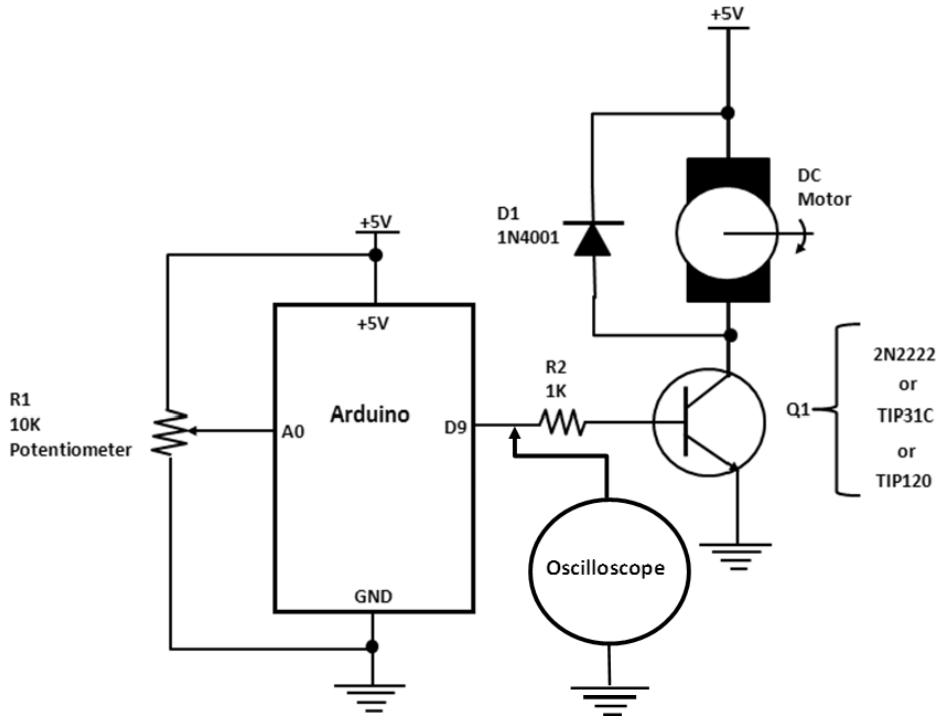 +5V
DC
Motor
D1
1N4001
+5V
+5V
R1
10K
Potentiometer
A0
Arduino
D9
R2
1K
Q1
2N2222
or
TIP31C
or
TIP120
GND
Oscilloscope